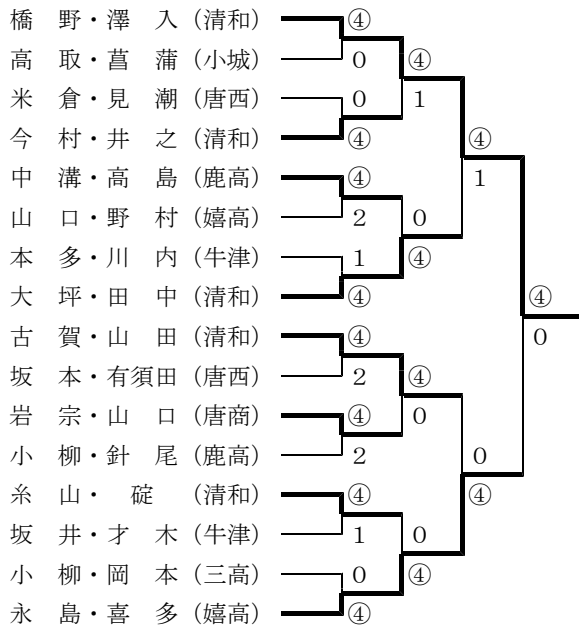 橋 野・澤 入 (清和) ④
高 取・菖 蒲 (小城) 0 ④
米 倉・見 潮 (唐西) 0 1
今 村・井 之 (清和) ④ ④
中 溝・高 島 (鹿高) ④ 1
山 口・野 村 (嬉高) 2 0
本 多・川 内 (牛津) 1 ④
大 坪・田 中 (清和) ④ ④
古 賀・山 田 (清和) ④ 0
坂 本・有須田 (唐西) 2 ④
岩 宗・山 口 (唐商) ④ 0
小 柳・針 尾 (鹿高) 2 0
糸 山・ 碇 (清和) ④ ④
坂 井・才 木 (牛津) 1 0
小 柳・岡 本 (三高) 0 ④
永 島・喜 多 (嬉高) ④